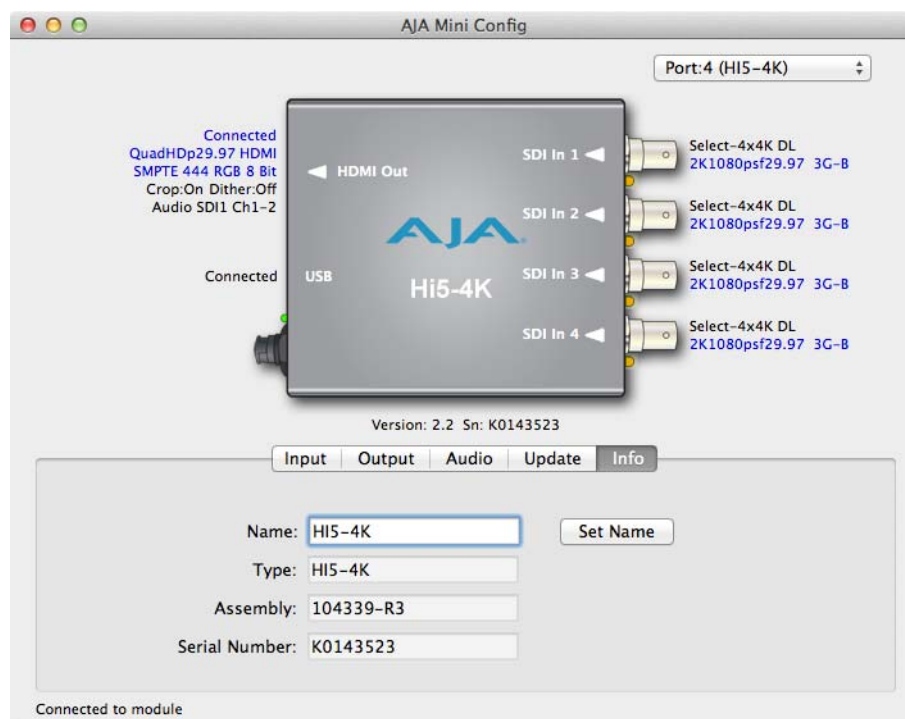 AJA Mini Config
Port:4 (HI5-4K)
Connected
QuadHDp29.97 HDMI
SMPTE 444 RGB 8 Bit
Crop:On Dither:Off
Audio SDI1 Ch1-2
HDMI Out
SDI In 1
Select-4x4K DL
2K1080psf29.97 3G-B
SDI In 2
Select-4x4K DL
2K1080psf29.97 3G-B
AJA
Connected
USB
Hi5-4K
SDI In 3
Select-4x4K DL
2K1080psf29.97 3G-B
SDI In 4
Select-4x4K DL
2K1080psf29.97 3G-B
Version: 2.2 Sn: K0143523
Input Output Audio Update Info
Name: HI5-4K Set Name
Type: HI5-4K
Assembly: 104339-R3
Serial Number: K0143523
Connected to module